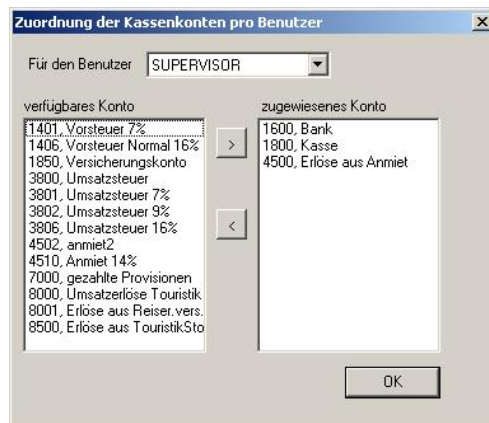 Zuordnung der Kassenkonten pro Benutzer
Für den Benutzer SUPERVISOR
verfügbares Konto
1401, Vorsteuer 7%
1406, Vorsteuer Normal 16%
1850, Versicherungskonto
3800, Umsatzsteuer
3801, Umsatzsteuer 7%
3802, Umsatzsteuer 9%
3806, Umsatzsteuer 16%
4502, anmiet2
4510, Anmiet 14%
7000, gezahlte Provisionen
8000, Umsatzerlöse Touristik
8001, Erlöse aus Reiser.vers.
8500, Erlöse aus TouristikSto
>
<
zugewiesenes Konto
1600, Bank
1800, Kasse
4500, Erlöse aus Anmiet
OK